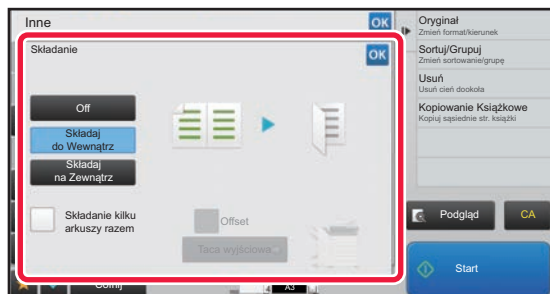 Inne
OK
Składanie
OK
Off
Składaj
do Wewnątrz
Składaj
na Zewnątrz
Składanie kilku
arkuszy razem
Offset
Taca wyjściowa
A3
Oryginał
Zmień format/kierunek
Sortuj/Grupuj
Zmień sortowanie/grupę
Usuń
Usuń cień dookoła
Kopiowanie Książkowe
Kopiuj sąsiednie str. książki
Podgląd
CA
Start